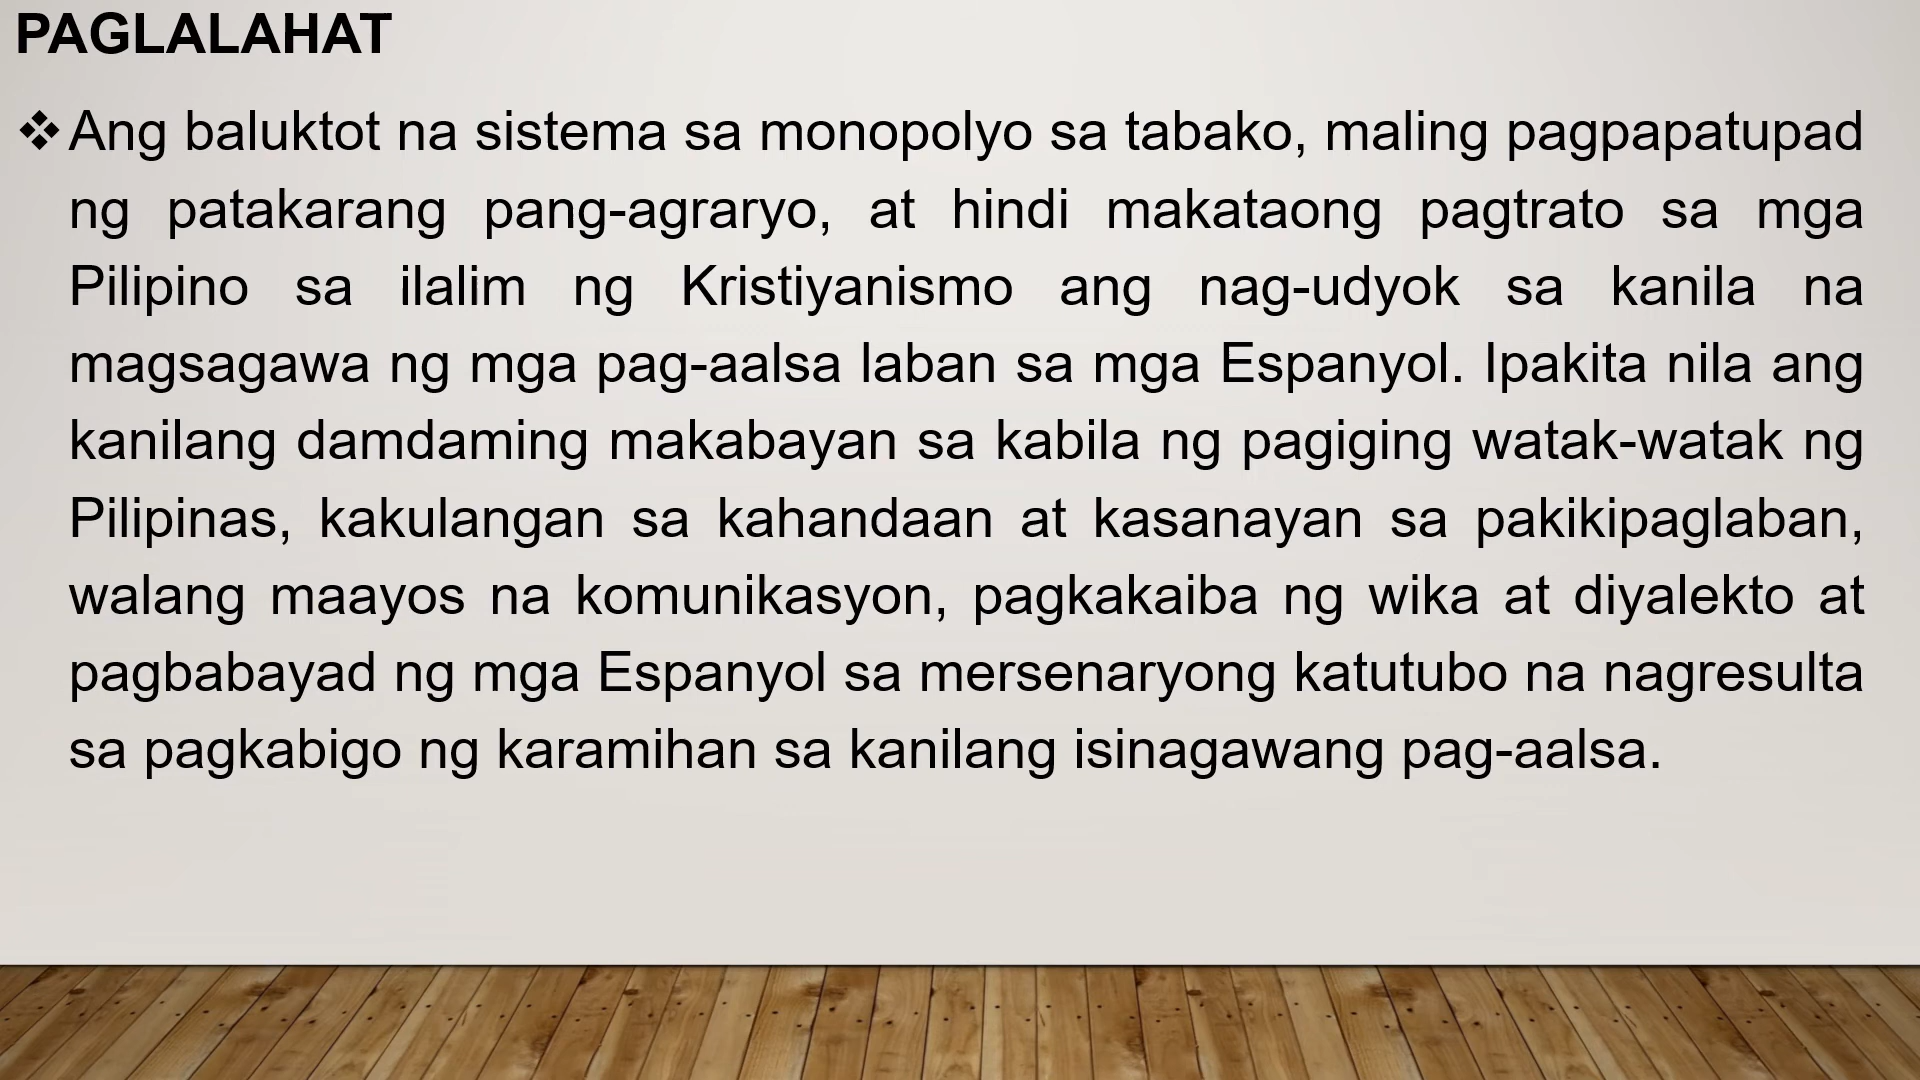 PAGLALAHAT
❖Ang baluktot na sistema sa monopolyo sa tabako, maling pagpapatupad
ng patakarang pang-agraryo, at hindi makataong pagtrato sa mga
Pilipino sa ilalim ng Kristiyanismo ang nag-udyok sa kanila na
magsagawa ng mga pag-aalsa laban sa mga Espanyol. Ipakita nila ang
kanilang damdaming makabayan sa kabila ng pagiging watak-watak ng
Pilipinas, kakulangan sa kahandaan at kasanayan sa pakikipaglaban,
walang maayos na komunikasyon, pagkakaiba ng wika at diyalekto at
pagbabayad ng mga Espanyol sa mersenaryong katutubo na nagresulta
sa pagkabigo ng karamihan sa kanilang isinagawang pag-aalsa.